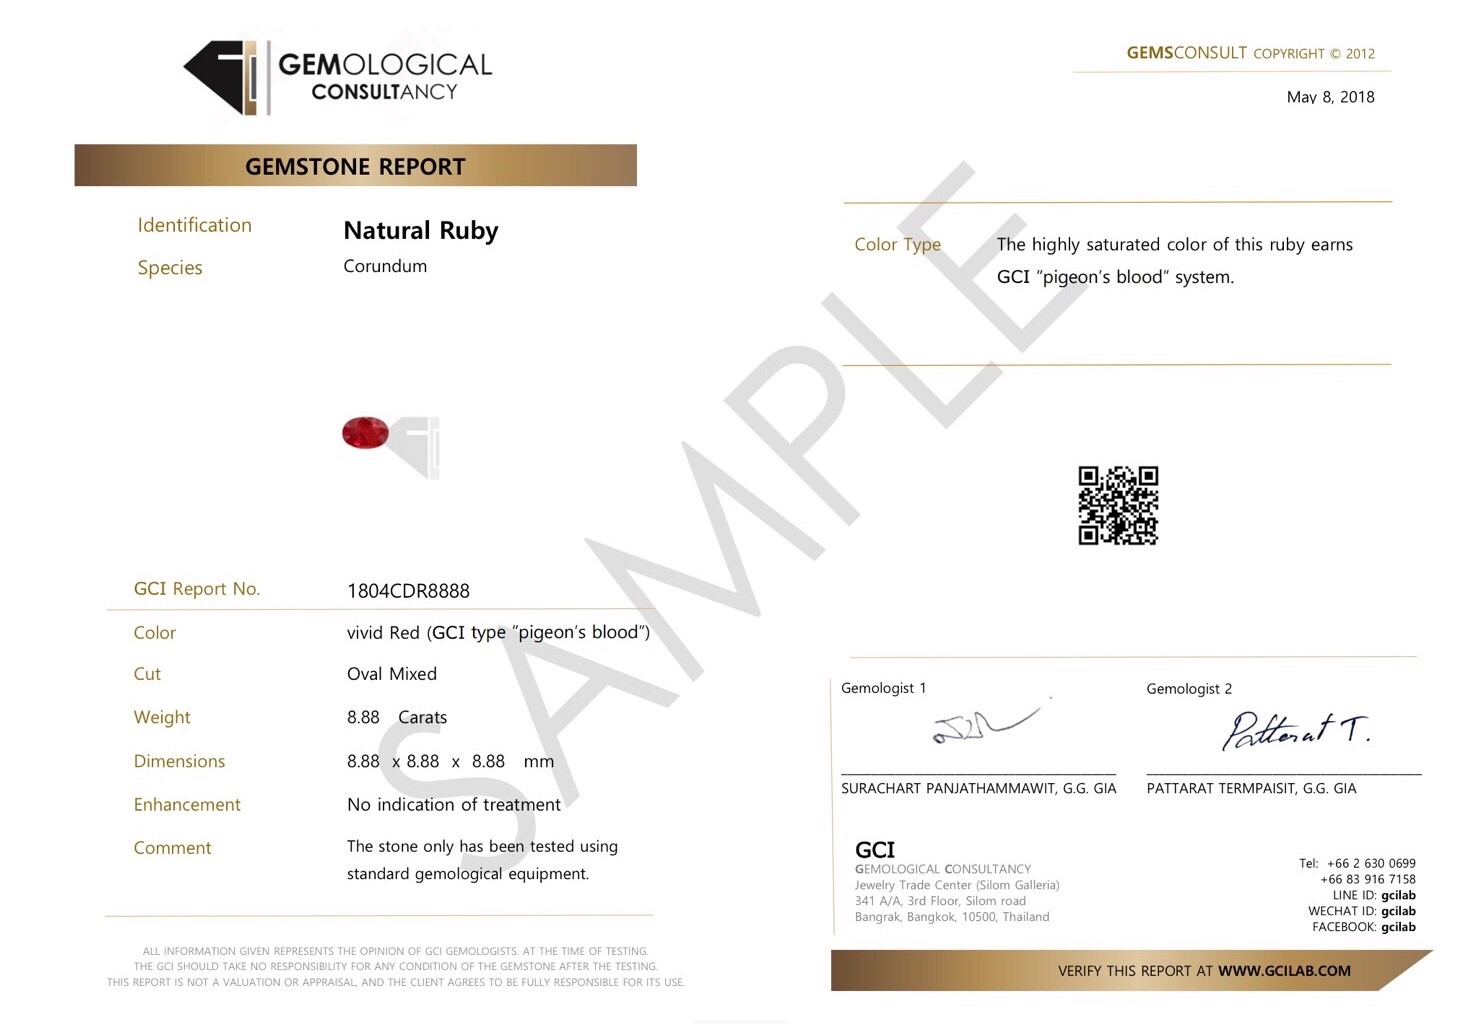 GEMOLOGICAL
CONSULTANCY
GEMSCONSULT COPYRIGHT © 2012
May 8, 2018
GEMSTONE REPORT
Identification Natural Ruby
Species Corundum
GCI Report No. 1804CDR8888
Color vivid Red (GCI type "pigeon's blood")
Cut Oval Mixed
Weight 8.88 Carats
Dimensions 8.88 x 8.88 x 8.88 mm
Enhancement No indication of treatment
Comment The stone only has been tested using
standard gemological equipment.
ALL INFORMATION GIVEN REPRESENTS THE OPINION OF GCI GEMOLOGISTS, AT THE TIME OF TESTING.
THE GCI SHOULD TAKE NO RESPONSIBILITY FOR ANY CONDITION OF THE GEMSTONE AFTER THE TESTING.
THIS REPORT IS NOT A VALUATION OR APPRAISAL, AND THE CLIENT AGREES TO BE FULLY RESPONSIBLE FOR ITS USE.
SAMPLE
Color Type The highly saturated color of this ruby earns
GCI "pigeon's blood" system.
Gemologist 1
SURACHART PANJATHAMMAWIT, G.G. GIA
Gemologist 2
Pattarat T.
PATTARAT TERMPAISIT, G.G. GIA
GCI
GEMOLOGICAL CONSULTANCY
Jewelry Trade Center (Silom Galleria)
341 A/A, 3rd Floor, Silom road
Bangrak, Bangkok, 10500, Thailand
Tel: +66 2 630 0699
+66 83 916 7158
LINE ID: gcilab
WECHAT ID: gcilab
FACEBOOK: gcilab
VERIFY THIS REPORT AT WWW.GCILAB.COM